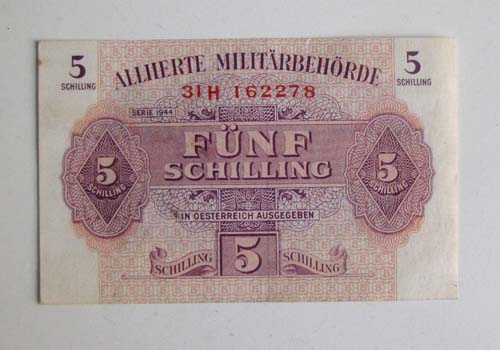 5 SCHILLING
ALLIIERTE MILITÄRBEHÖRDE
5 SCHILLING
31H 162278
SERIE 1944
FÜNF
SCHILLING
5 SCHILLING
5 SCHILLING
IN OESTERREICH AUSGEGEBEN
SCHILLING 5 SCHILLING